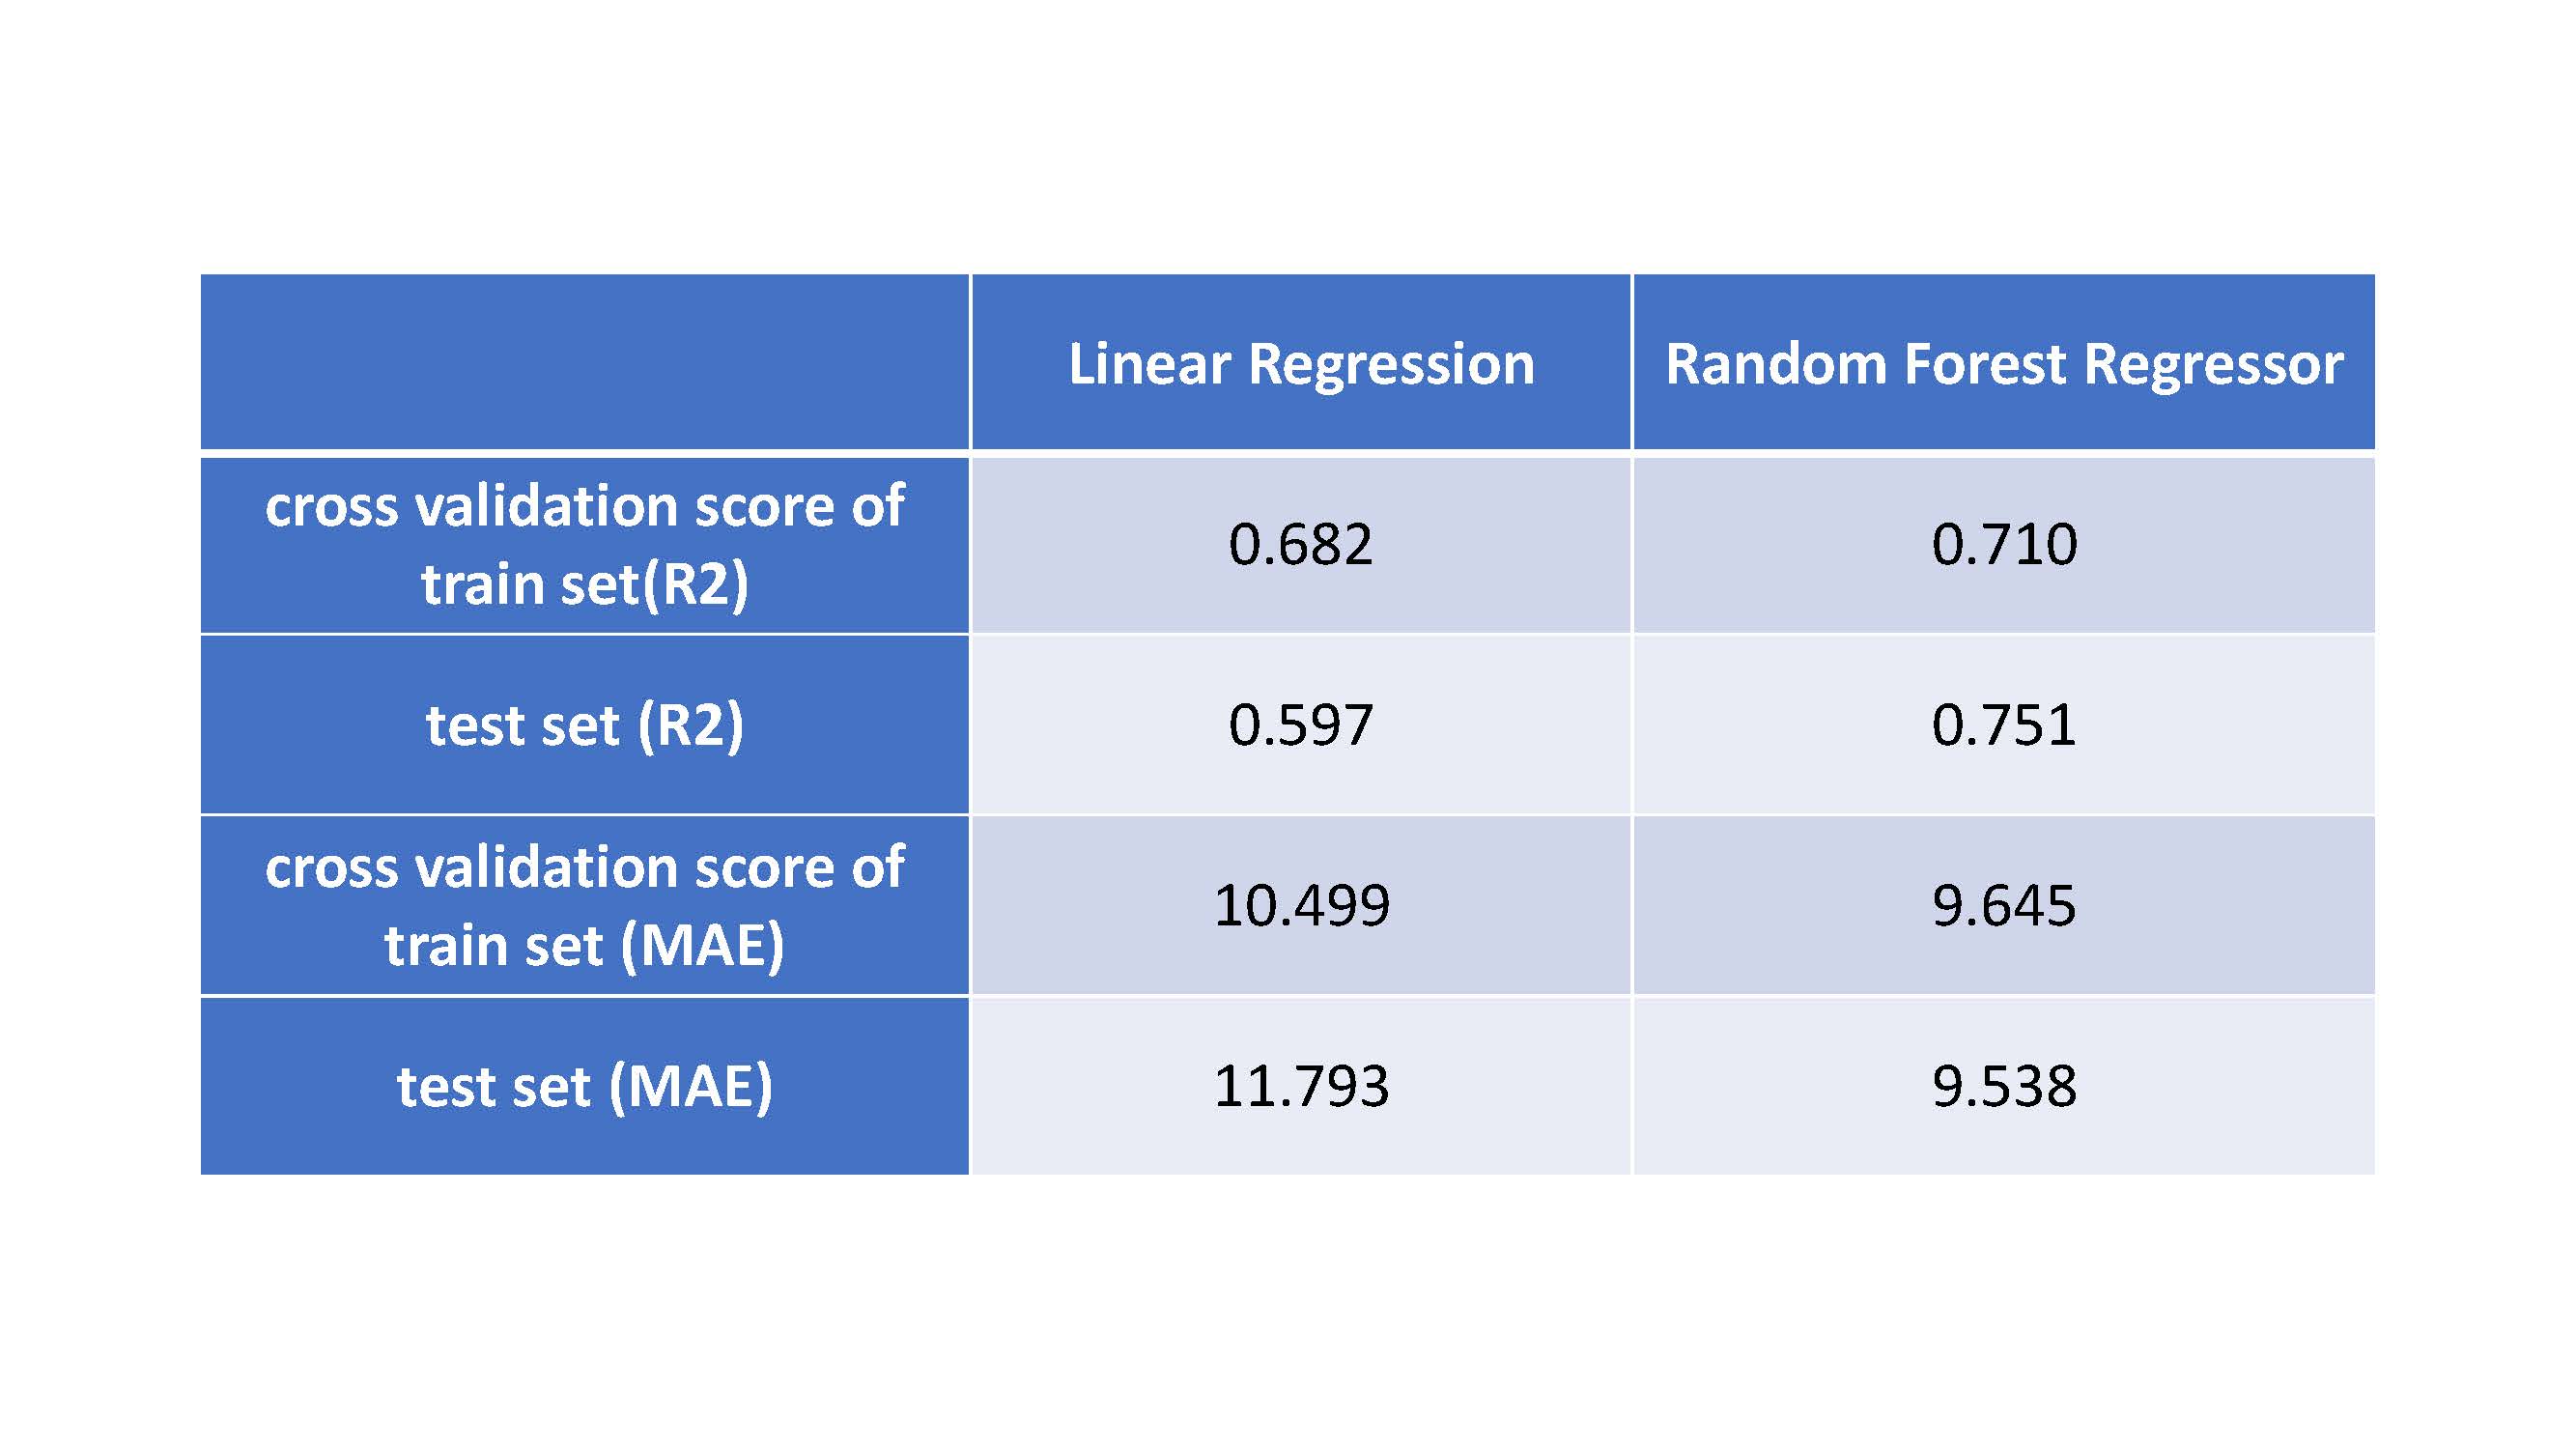 Linear Regression
Random Forest Regressor
cross validation score of
train set(R2)
0.682
0.710
test set (R2)
0.597
0.751
cross validation score of
train set (MAE)
10.499
9.645
test set (MAE)
11.793
9.538